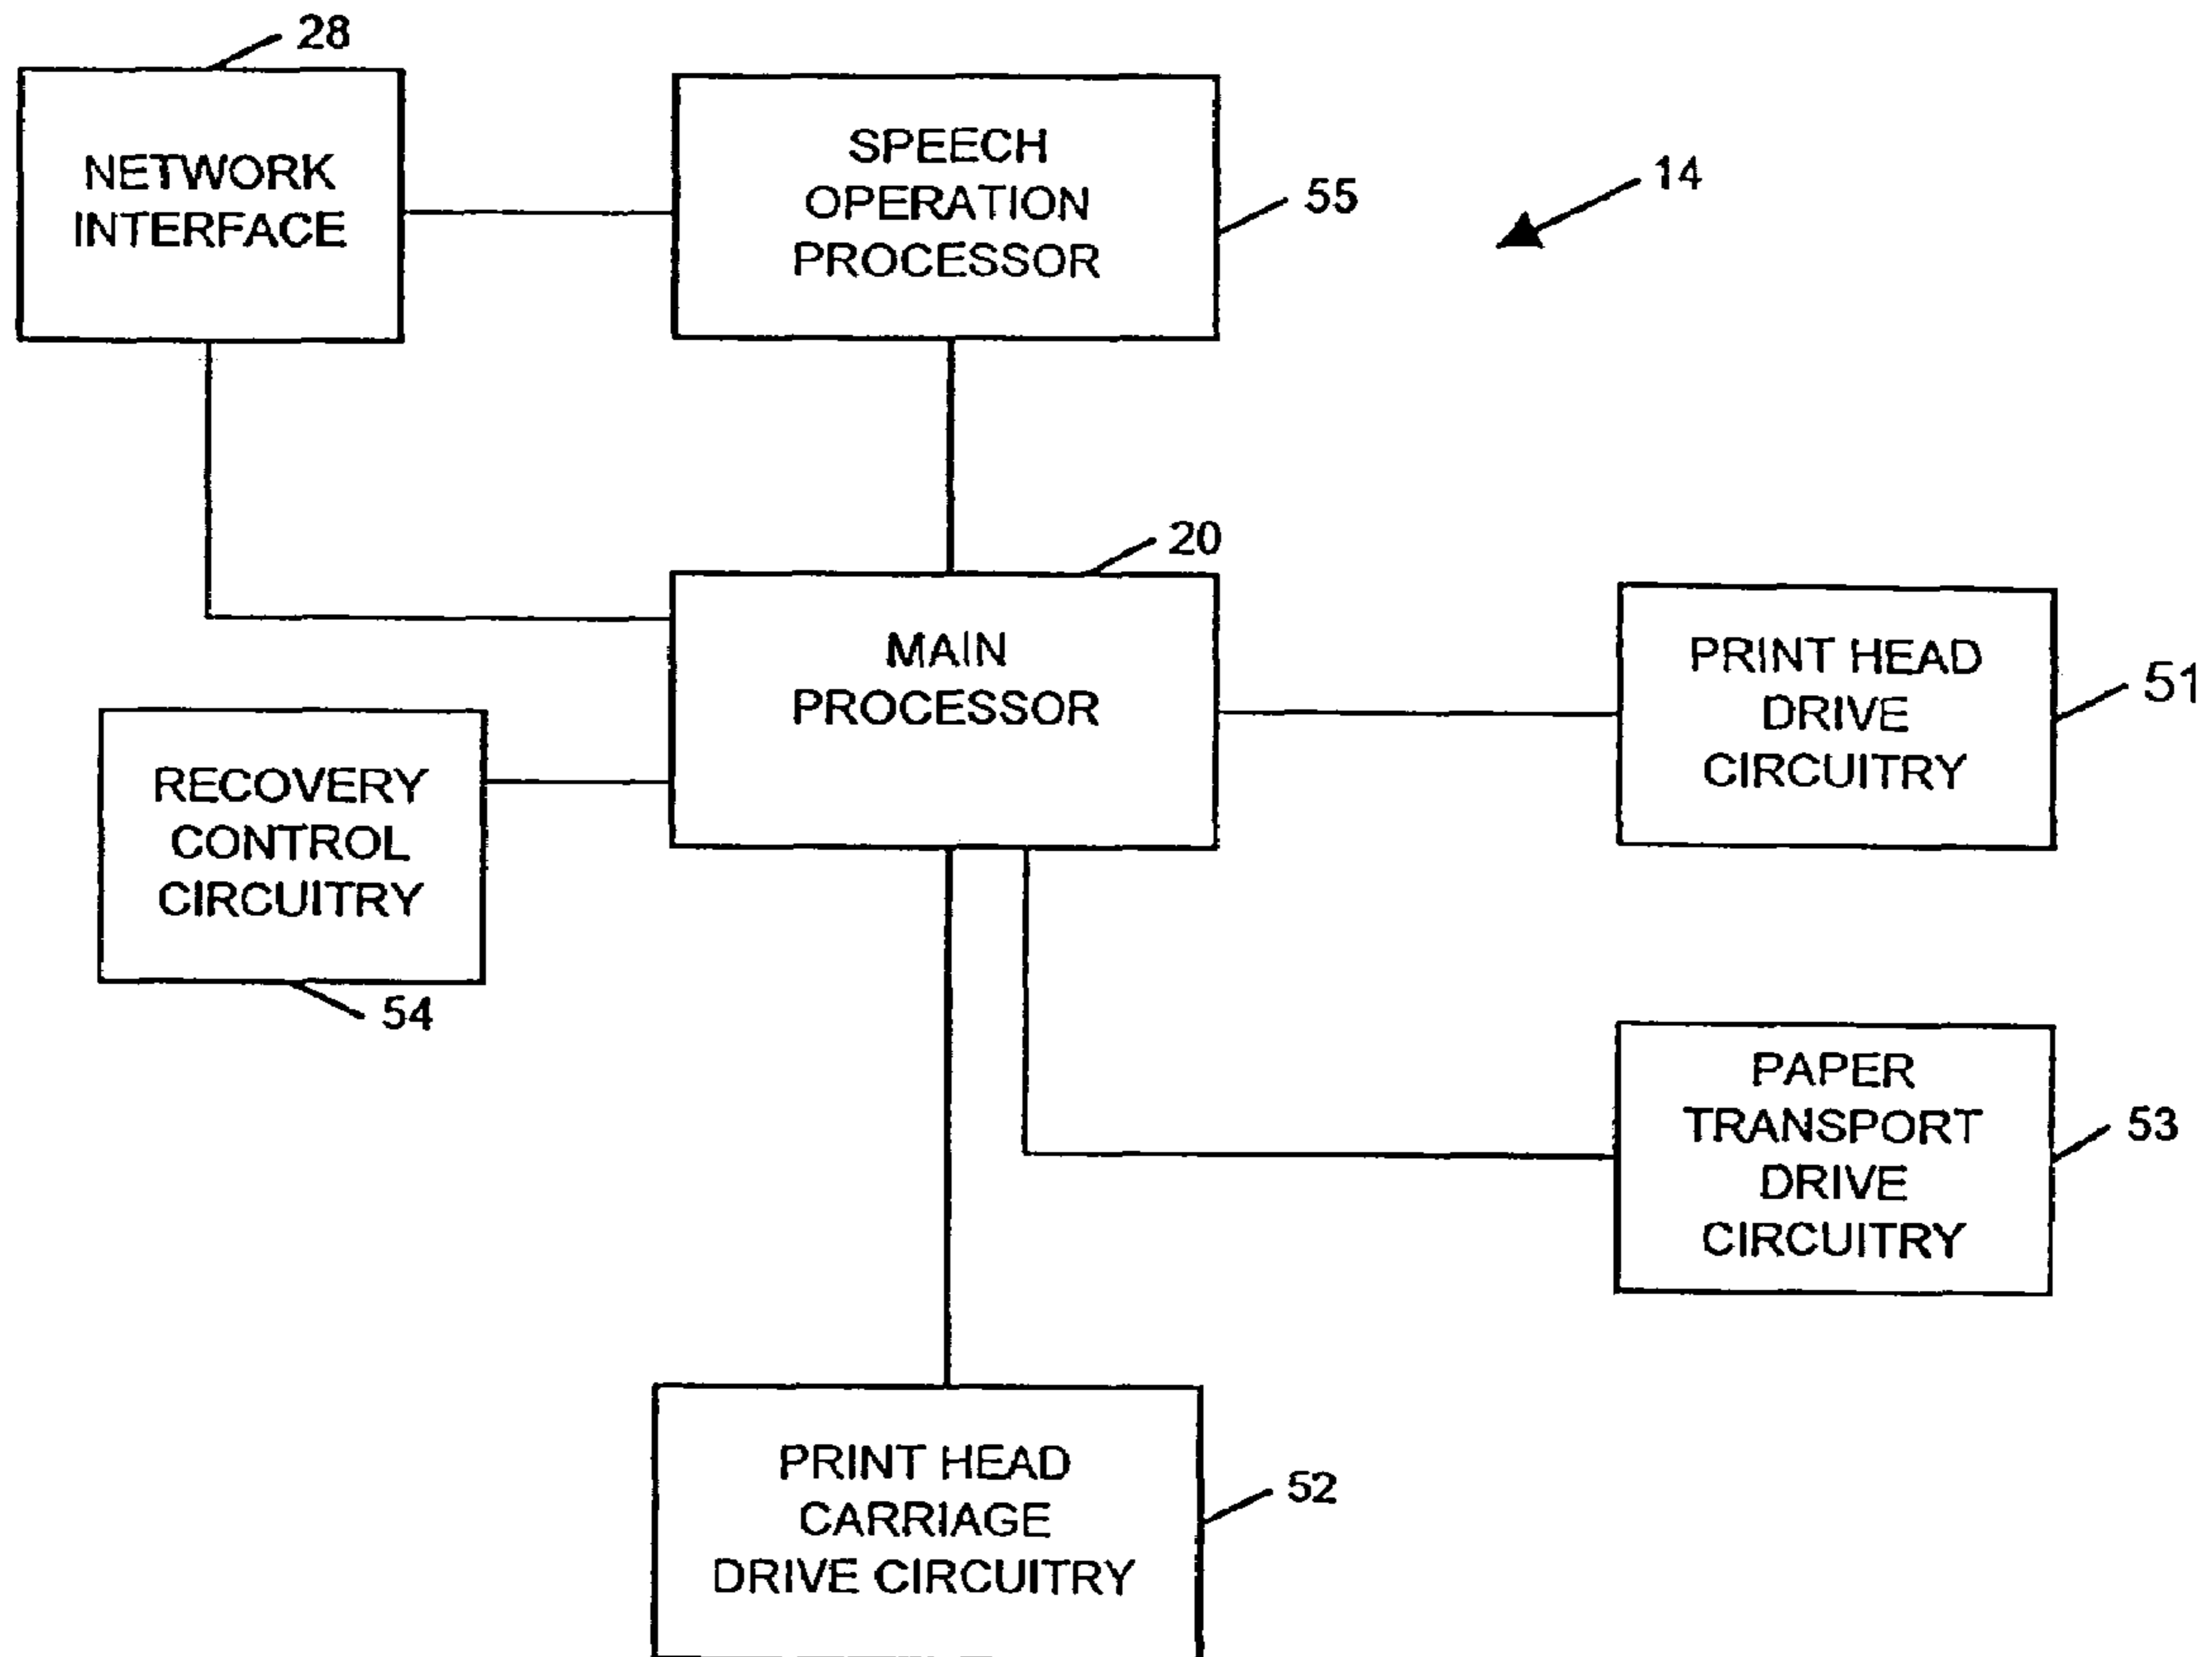 28
NETWORK
INTERFACE
SPEECH
OPERATION
PROCESSOR
55
14
20
MAIN
PROCESSOR
PRINT HEAD
DRIVE
CIRCUITRY
51
RECOVERY
CONTROL
CIRCUITRY
54
PAPER
TRANSPORT
DRIVE
CIRCUITRY
53
PRINT HEAD
CARRIAGE
DRIVE CIRCUITRY
52